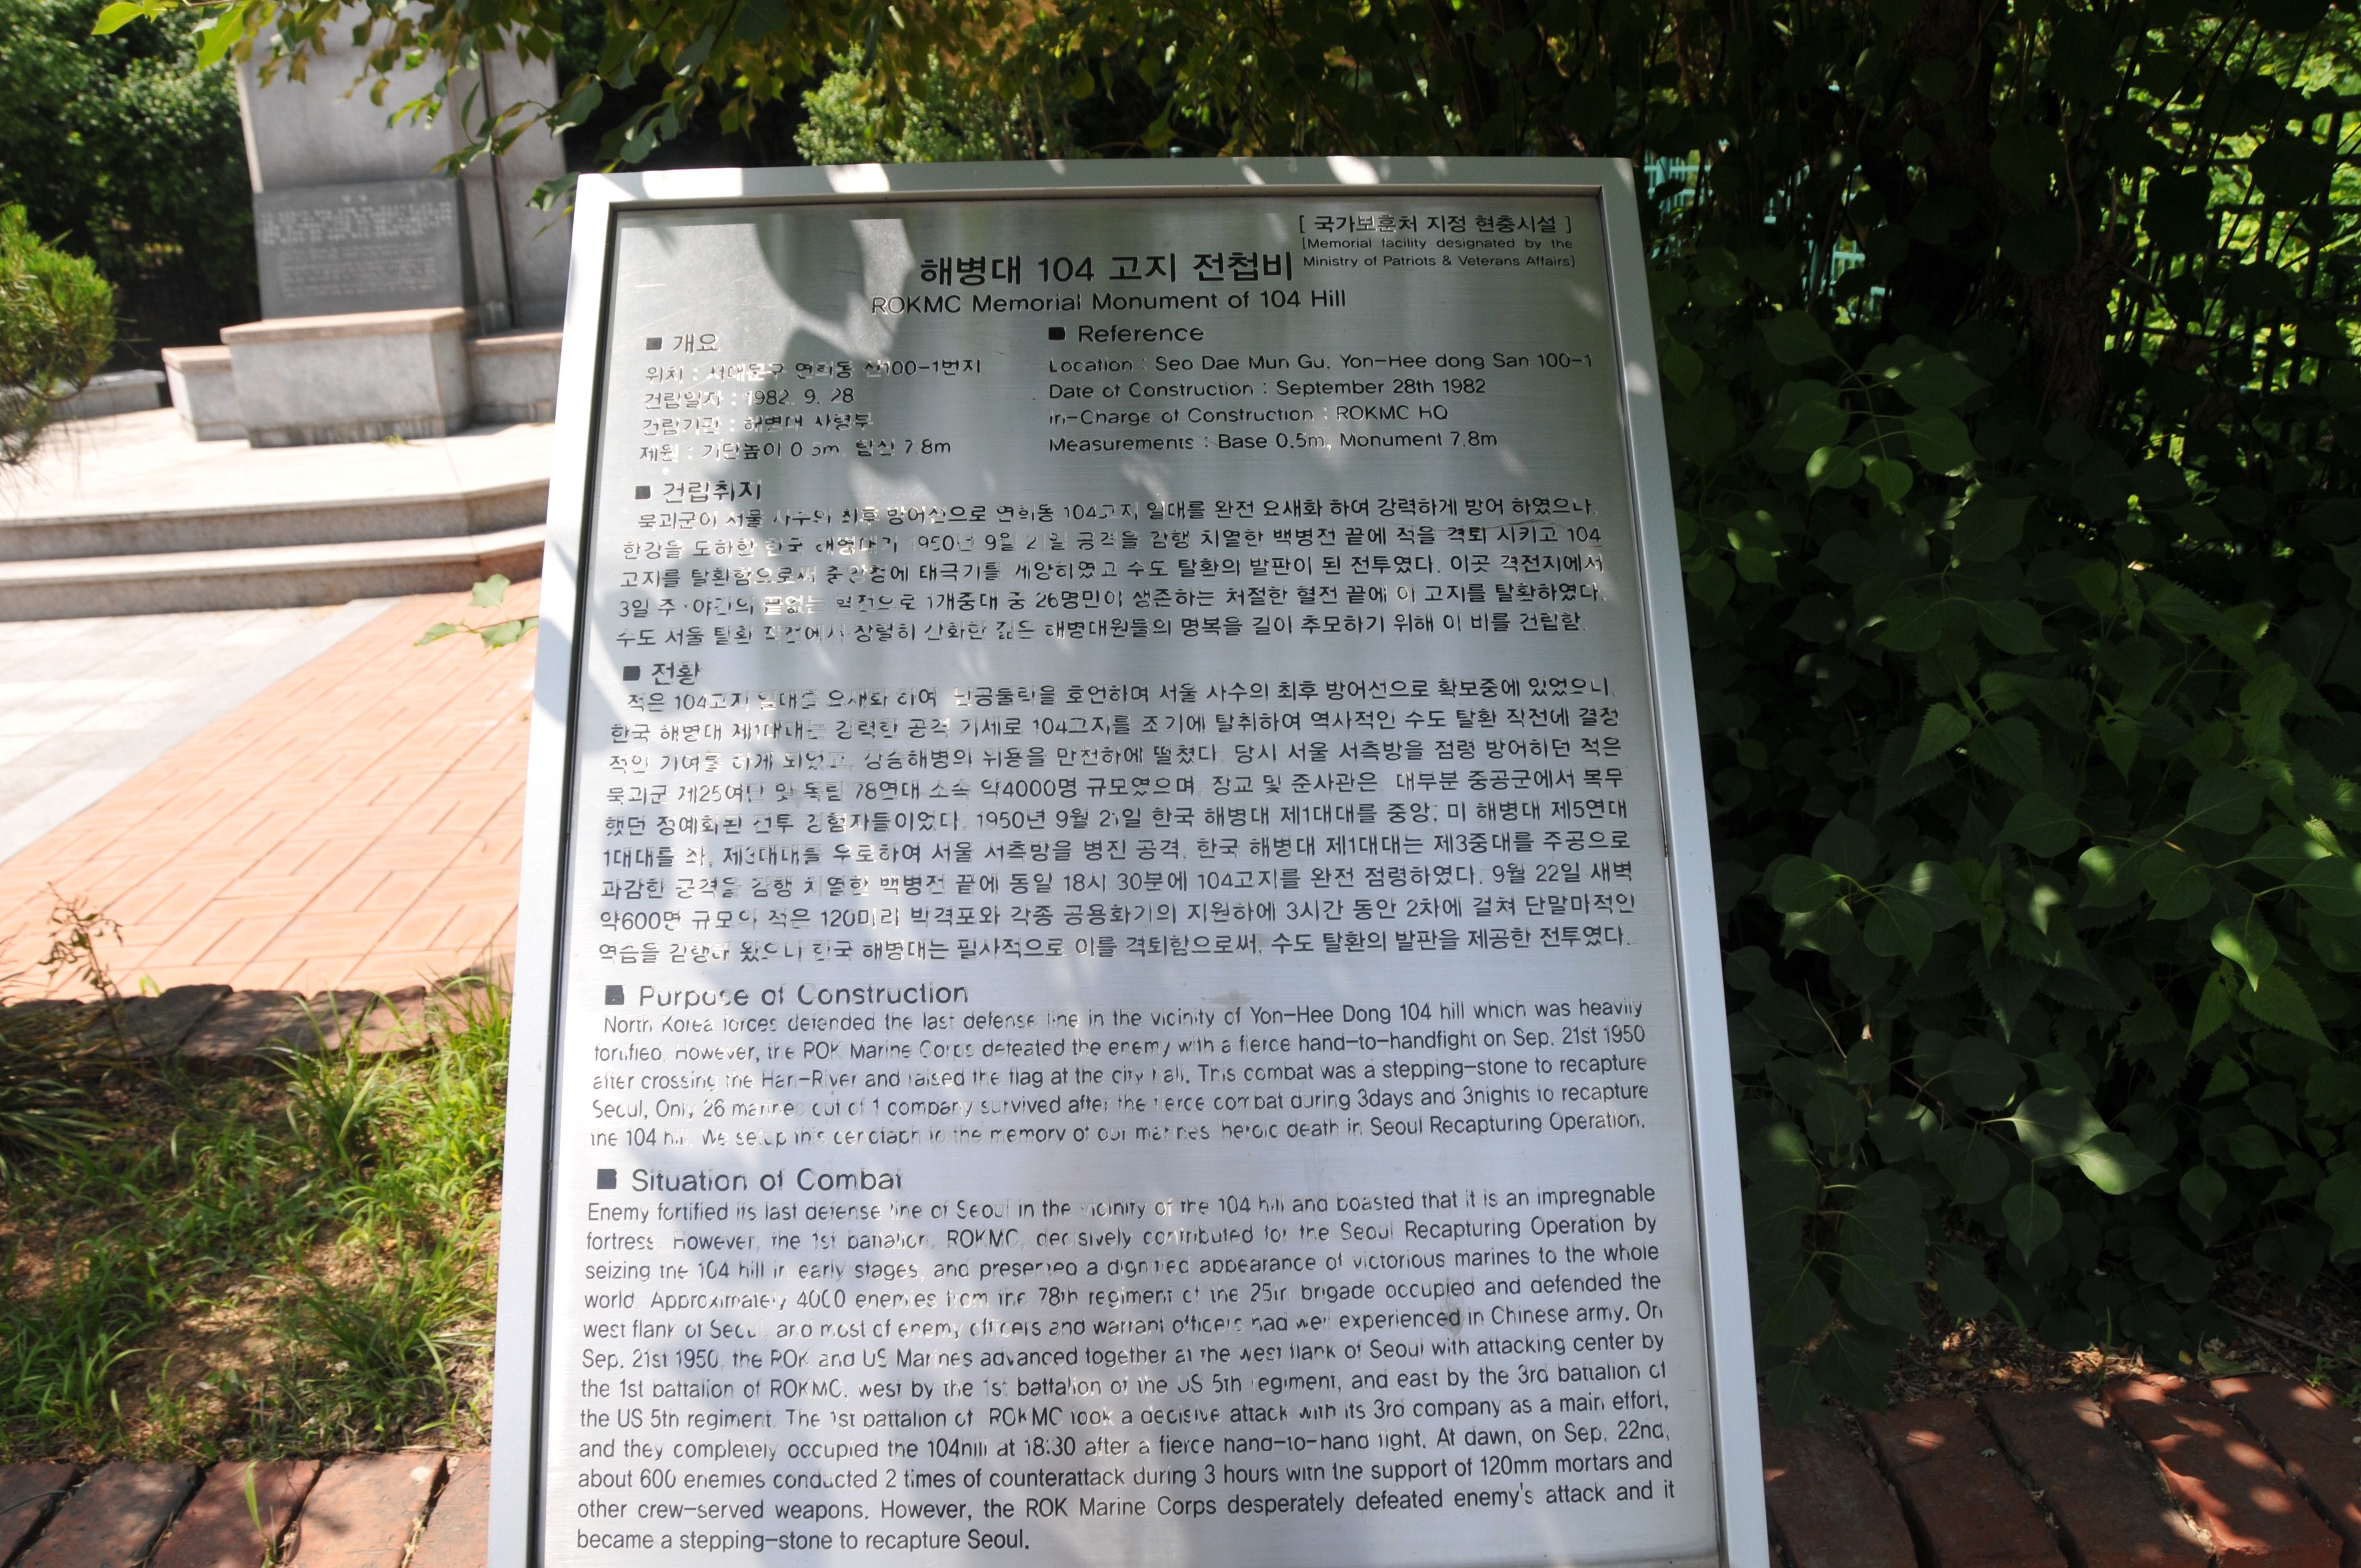 [ 국가보훈처 지정 현충시설 ]
[Memorial facility designated by the
Ministry of Patriots & Veterans Affairs]
해병대 104 고지 전첩비
ROKMC Memorial Monument of 104 Hill
■ 개요
위치 : 서대문구 연희동 산100-1번지
건립일자 : 1982. 9. 28
건립기관 : 해병대 사령부
제원 : 기단높이 0.5m, 탑신 7.8m
■ Reference
Location : Seo Dae Mun Gu, Yon-Hee dong San 100-1
Date of Construction : September 28th 1982
in-Charge of Construction : ROKMC HQ
Measurements : Base 0.5m, Monument 7.8m
■ 건립취지
북괴군이 서울 사수의 최후 방어선으로 연희동 104고지 일대를 완전 요새화 하여 강력하게 방어 하였으나,
한강을 도하한 한국 해병대가 1950년 9월 21일 공격을 감행 치열한 백병전 끝에 적을 격퇴 시키고 104
고지를 탈환함으로써 중앙청에 태극기를 게양하였고 수도 탈환의 발판이 된 전투였다. 이곳 격전지에서
3일 주·야간의 끝없는 혈전으로 1개중대 중 26명만이 생존하는 처절한 혈전 끝에 이 고지를 탈환하였다.
수도 서울 탈환 작전에서 장렬히 산화한 젊은 해병대원들의 명복을 길이 추모하기 위해 이 비를 건립함.
■ 전황
적은 104고지 일대를 요새화 하여 난공불락을 호언하며 서울 사수의 최후 방어선으로 확보중에 있었으니,
한국 해병대 제1대대는 강력한 공격 기세로 104고지를 조기에 탈취하여 역사적인 수도 탈환 작전에 결정
적인 기여를 하게 되었고, 상승해병의 위용을 만천하에 떨쳤다. 당시 서울 서측방을 점령 방어하던 적은
북괴군 제25여단 및 독립 78연대 소속 약4000명 규모였으며, 장교 및 준사관은 대부분 중공군에서 복무
했던 정예화된 전투 경험자들이었다. 1950년 9월 21일 한국 해병대 제1대대를 중앙; 미 해병대 제5연대
1대대를 좌, 제3대대를 우로하여 서울 서측방을 병진 공격, 한국 해병대 제1대대는 제3중대를 주공으로
과감한 공격을 감행 치열한 백병전 끝에 동일 18시 30분에 104고지를 완전 점령하였다. 9월 22일 새벽
약600명 규모의 적은 120미리 박격포와 각종 공용화기의 지원하에 3시간 동안 2차에 걸쳐 단말마적인
역습을 감행해 왔으나 한국 해병대는 필사적으로 이를 격퇴함으로써, 수도 탈환의 발판을 제공한 전투였다.
■ Purpose of Construction
North Korea forces defended the last defense line in the vicinity of Yon-Hee Dong 104 hill which was heavily
fortified. However, the ROK Marine Corps defeated the enemy with a fierce hand-to-handfight on Sep. 21st 1950
after crossing the Han-River and raised the flag at the city hall. This combat was a stepping-stone to recapture
Seoul, Only 26 marines out of 1 company survived after the fierce combat during 3days and 3nights to recapture
the 104 hill. We setup this cenotaph to the memory of our marines' heroic death in Seoul Recapturing Operation.
■ Situation of Combat
Enemy fortified its last defense line of Seoul in the vicinity of the 104 hill and boasted that it is an impregnable
fortress. However, the 1st battalion, ROKMC, decisively contributed for the Seoul Recapturing Operation by
seizing the 104 hill in early stages, and presented a dignified appearance of victorious marines to the whole
world. Approximately 4000 enemies from the 78th regiment of the 25th brigade occupied and defended the
west flank of Seoul, and most of enemy officers and warrant officers had well experienced in Chinese army. On
Sep. 21st 1950, the ROK and US Marines advanced together at the west flank of Seoul with attacking center by
the 1st battalion of ROKMC, west by the 1st battalion of the US 5th regiment, and east by the 3rd battalion of
the US 5th regiment. The 1st battalion of ROKMC took a decisive attack with its 3rd company as a main effort,
and they completely occupied the 104hill at 18:30 after a fierce hand-to-hand fight. At dawn, on Sep. 22nd,
about 600 enemies conducted 2 times of counterattack during 3 hours with the support of 120mm mortars and
other crew-served weapons. However, the ROK Marine Corps desperately defeated enemy's attack and it
became a stepping-stone to recapture Seoul.